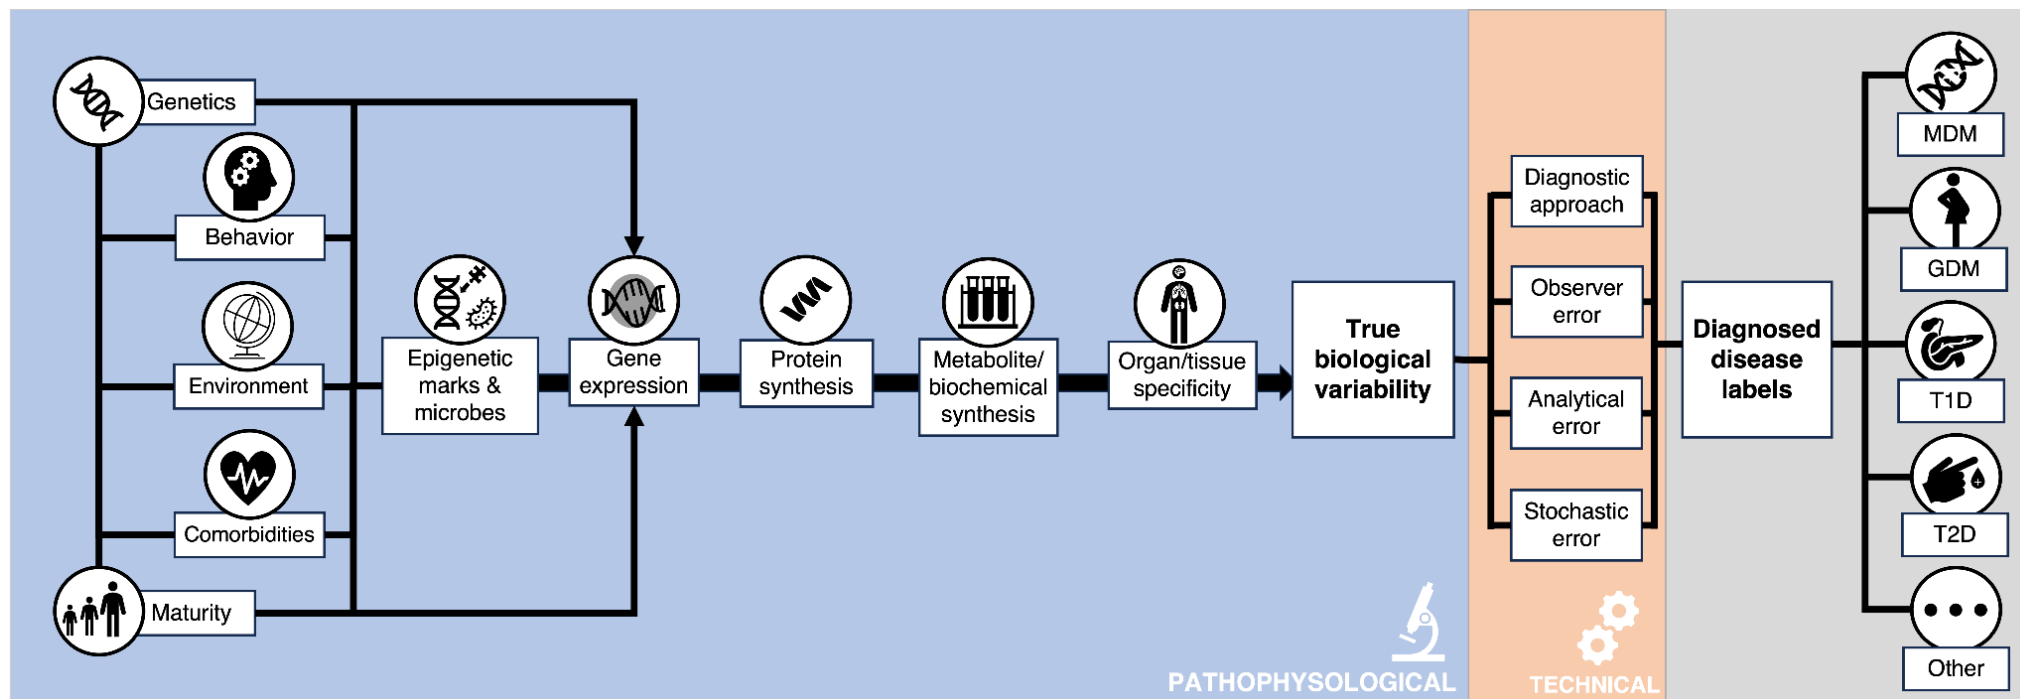 Genetics
Behavior
Environment
Comorbidities
Maturity
Epigenetic
marks &
microbes
Gene
expression
Protein
synthesis
Metabolite/
biochemical
synthesis
Organ/tissue
specificity
True
biological
variability
PATHOPHYSOLOGICAL
Diagnostic
approach
Observer
error
Analytical
error
Stochastic
error
TECHNICAL
Diagnosed
disease
labels
MDM
GDM
T1D
T2D
Other